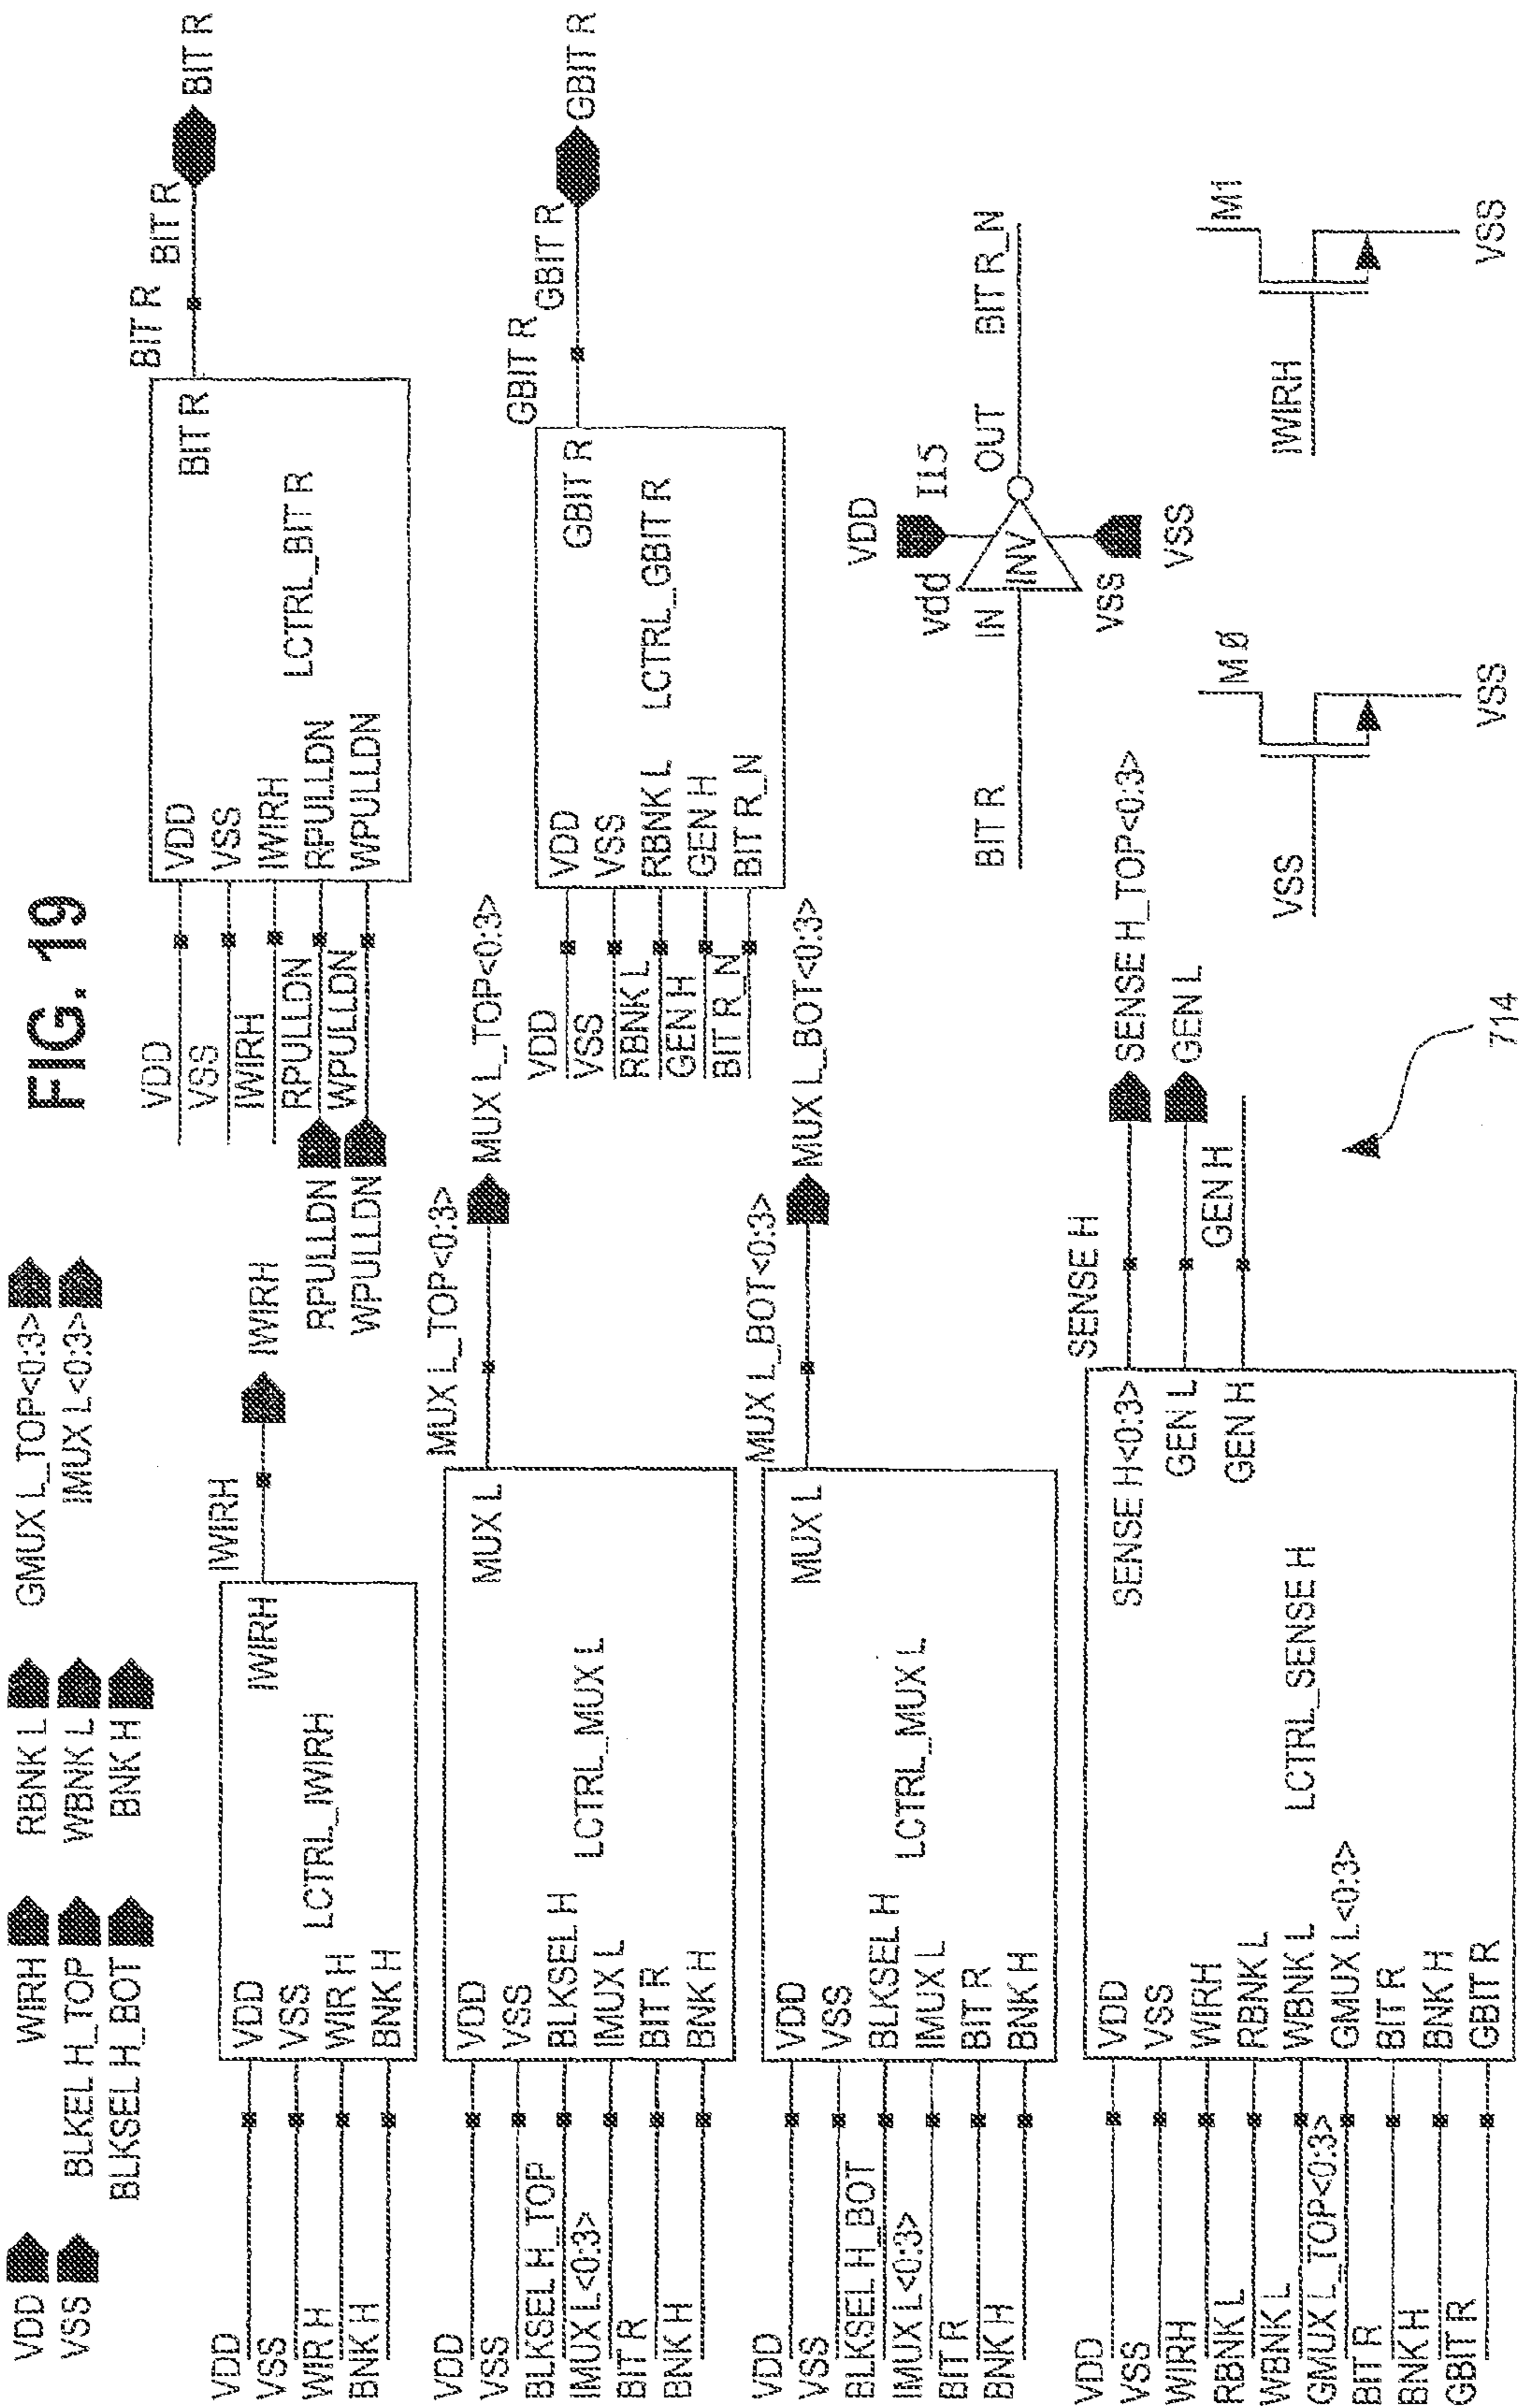 FIG. 19
VDD
VSS
WIRH
BLKEL H_TOP
BLKSEL H_BOT
RBNK L
WBNK L
BNK H
GMUX L_TOP<0:3>
IMUX L<0:3>
VDD
VSS
WIR H
BNK H
VDD
VSS
WIR H
BNK H
LCTRL_IWIRH
IWIRH
IWIRH
IWIRH
VDD
VSS
IWIRH
RPULLDN
WPULLDN
RPULLDN
WPULLDN
VDD
VSS
IWIRH
RPULLDN
WPULLDN
LCTRL_BIT R
BIT R
BIT R
BIT R
BIT R
VDD
VSS
BLKSEL H_TOP
IMUX L<0:3>
BIT R
BNK H
VDD
VSS
BLKSEL H
IMUX L
BIT R
BNK H
LCTRL_MUX L
MUX L
MUX L_TOP<0:3>
MUX L_TOP<0:3>
VDD
VSS
RBNK L
GEN H
BIT R_N
VDD
VSS
RBNK L
GEN H
BIT R_N
LCTRL_GBIT R
GBIT R
GBIT R
GBIT R
GBIT R
VDD
VSS
BLKSEL H_BOT
IMUX L<0:3>
BIT R
BNK H
VDD
VSS
BLKSEL H
IMUX L
BIT R
BNK H
LCTRL_MUX L
MUX L
MUX L_BOT<0:3>
MUX L_BOT<0:3>
BIT R
VDD
vdd
I15
IN
INV
OUT
BIT R_N
VSS
VSS
VDD
VSS
WIRH
RBNK L
WBNK L
GMUX L_TOP<0:3>
BIT R
BNK H
GBIT R
VDD
VSS
WIRH
RBNK L
WBNK L
GMUX L<0:3>
BIT R
BNK H
GBIT R
LCTRL_SENSE H
SENSE H<0:3>
GEN L
GEN H
SENSE H
SENSE H_TOP<0:3>
GEN L
GEN H
VSS
M0
VSS
IWIRH
M1
VSS
714